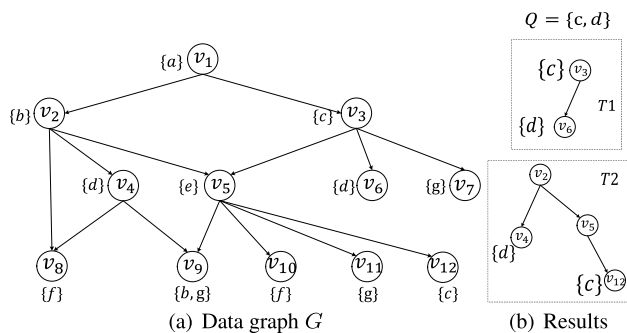 Q = {c, d}
{a} v1
{c} v3
{b} v2 {c} v3
T1
{d} v6
{d} v4 {e} v5 {d} v6 {g} v7
v2 T2
v4 v5
{d}
v8 v9 v10 v11 v12
{c} v12
{f} {b, g} {f} {g} {c}
(a) Data graph G (b) Results